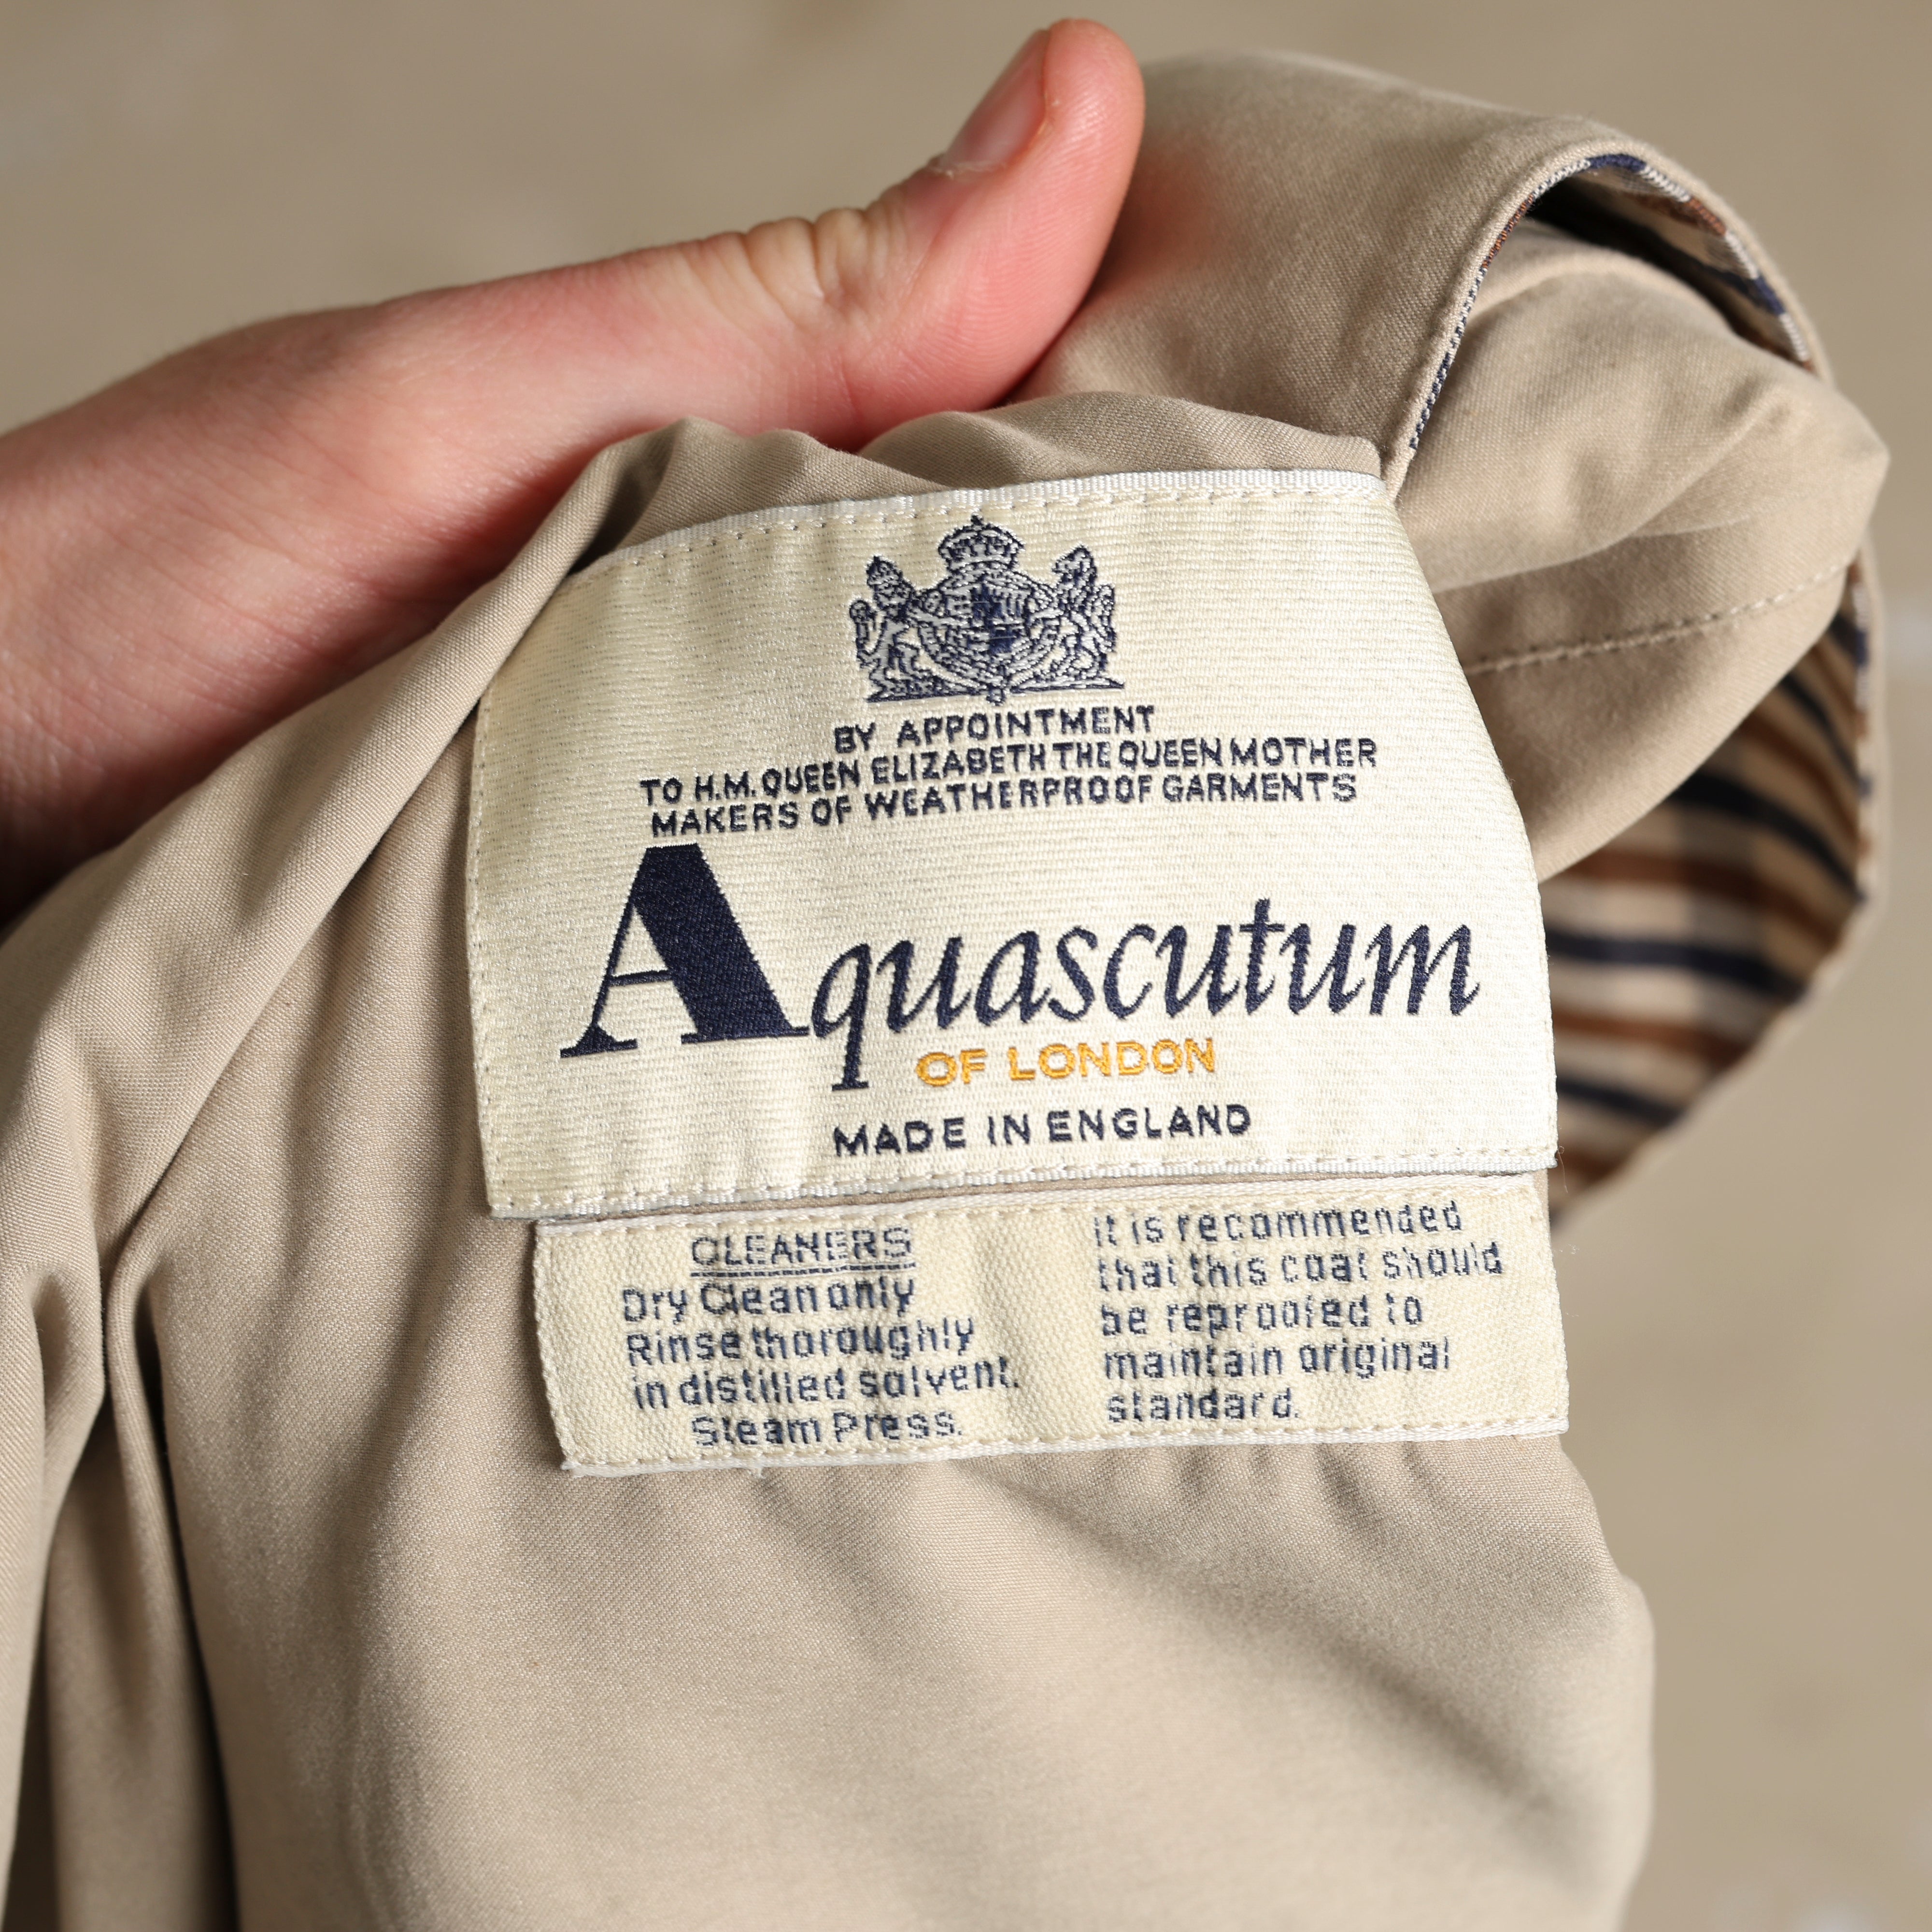 BY APPOINTMENT
TO H.M. QUEEN ELIZABETH THE QUEEN MOTHER
MAKERS OF WEATHERPROOF GARMENTS
Aquascutum
OF LONDON
MADE IN ENGLAND
CLEANERS
Dry Clean only
Rinse thoroughly
in distilled solvent.
Steam Press.
It is recommended
that this coat should
be reproofed to
maintain original
standard.